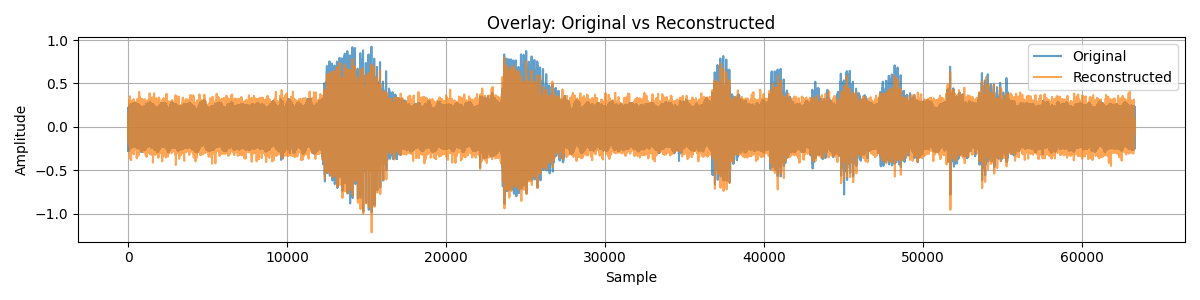 Overlay: Original vs Reconstructed
1.0
0.5
0.0
−0.5
−1.0
Amplitude
Original
Reconstructed
0
10000
20000
30000
40000
50000
60000
Sample